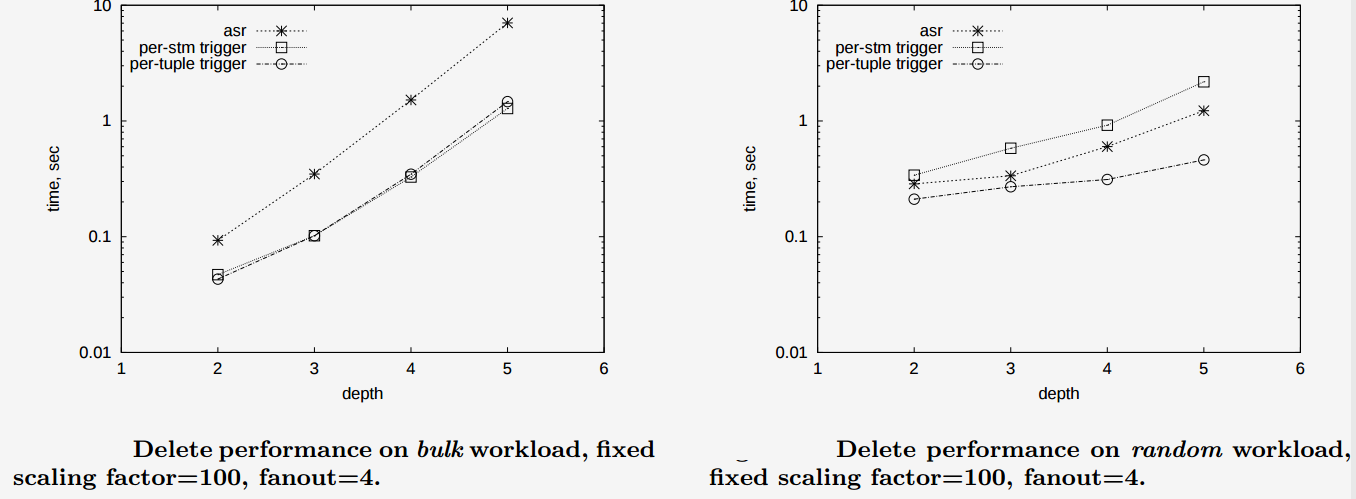 10
1
0.1
0.01
time, sec
asr
per-stm trigger
per-tuple trigger
1 2 3 4 5 6
depth
Delete performance on bulk workload, fixed
scaling factor=100, fanout=4.
10
1
0.1
0.01
time, sec
asr
per-stm trigger
per-tuple trigger
1 2 3 4 5 6
depth
Delete performance on random workload,
fixed scaling factor=100, fanout=4.